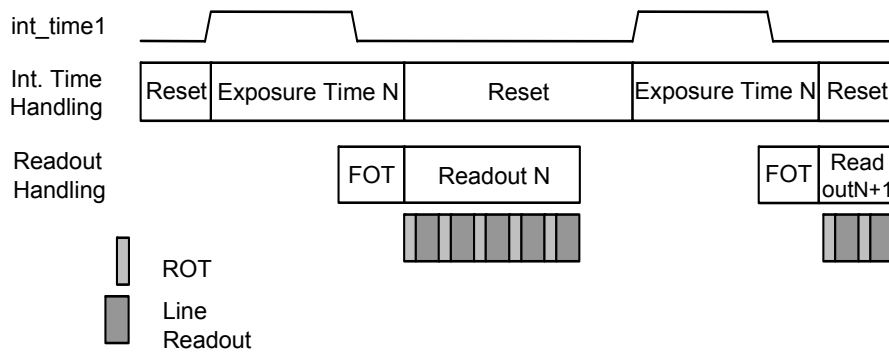 int_time1
Int. Time
Handling
Reset
Exposure Time N
Reset
Exposure Time N
Reset
Readout
Handling
FOT
Readout N
FOT
Read
outN+1
ROT
Line
Readout